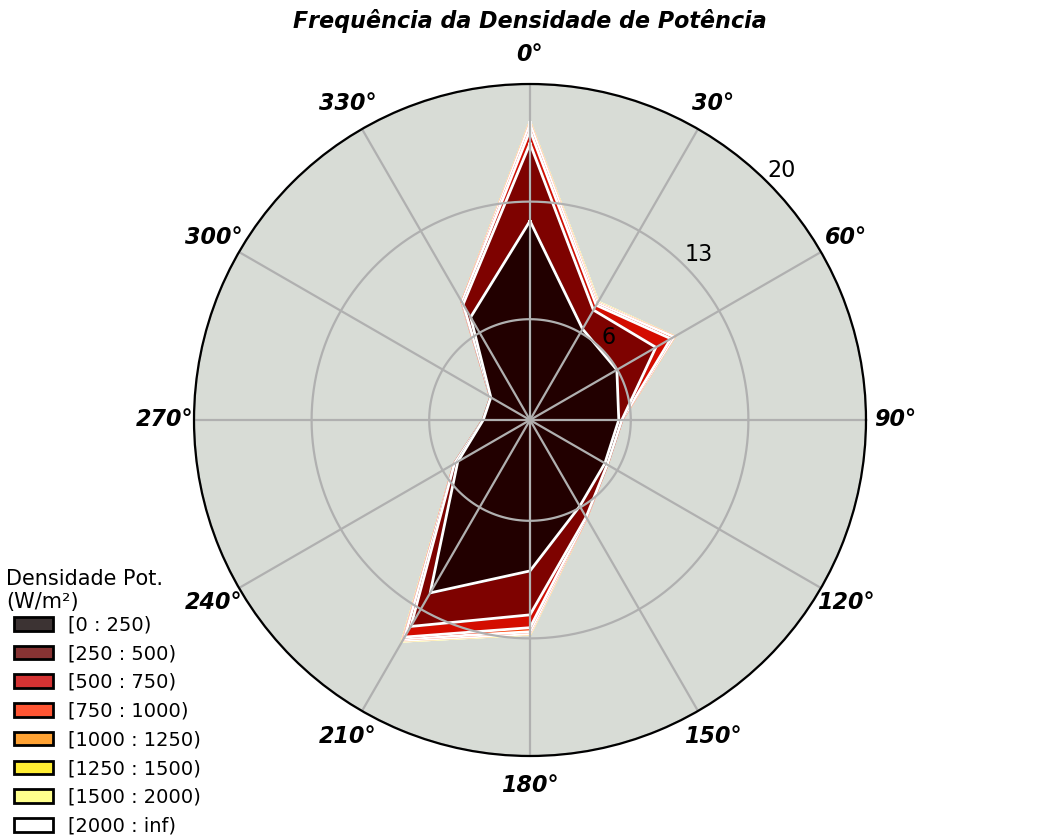 Frequência da Densidade de Potência
0°
330°
30°
20
300°
60°
13
6
270°
90°
240°
120°
210°
150°
180°
Densidade Pot.
(W/m²)
[0 : 250)
[250 : 500)
[500 : 750)
[750 : 1000)
[1000 : 1250)
[1250 : 1500)
[1500 : 2000)
[2000 : inf)